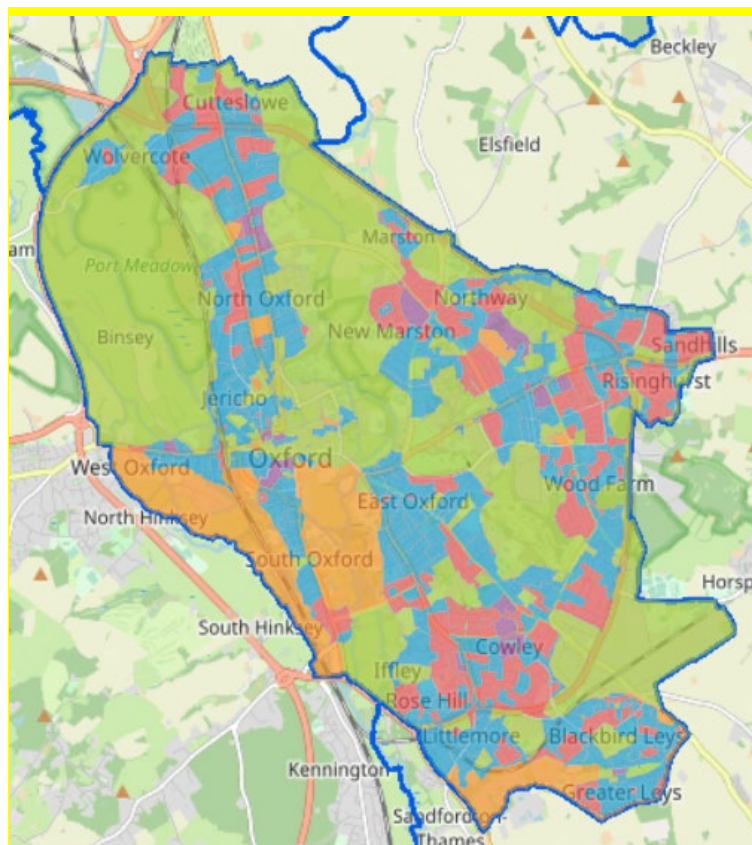 Beckley
Cutteslowe
Elsfield
Wolvercote
am
Marston
Port Meadow
North Oxford
Northway
Binsey
New Marston
Sandhills
Risinghurst
Jericho
Oxford
West Oxford
East Oxford
Wood Farm
North Hinksey
South Oxford
Horsp
South Hinksey
Cowley
Iffley
Rose Hill
Littlemore
Blackbird Leys
Kennington
Greater Leys
Sandford-on-
Thames